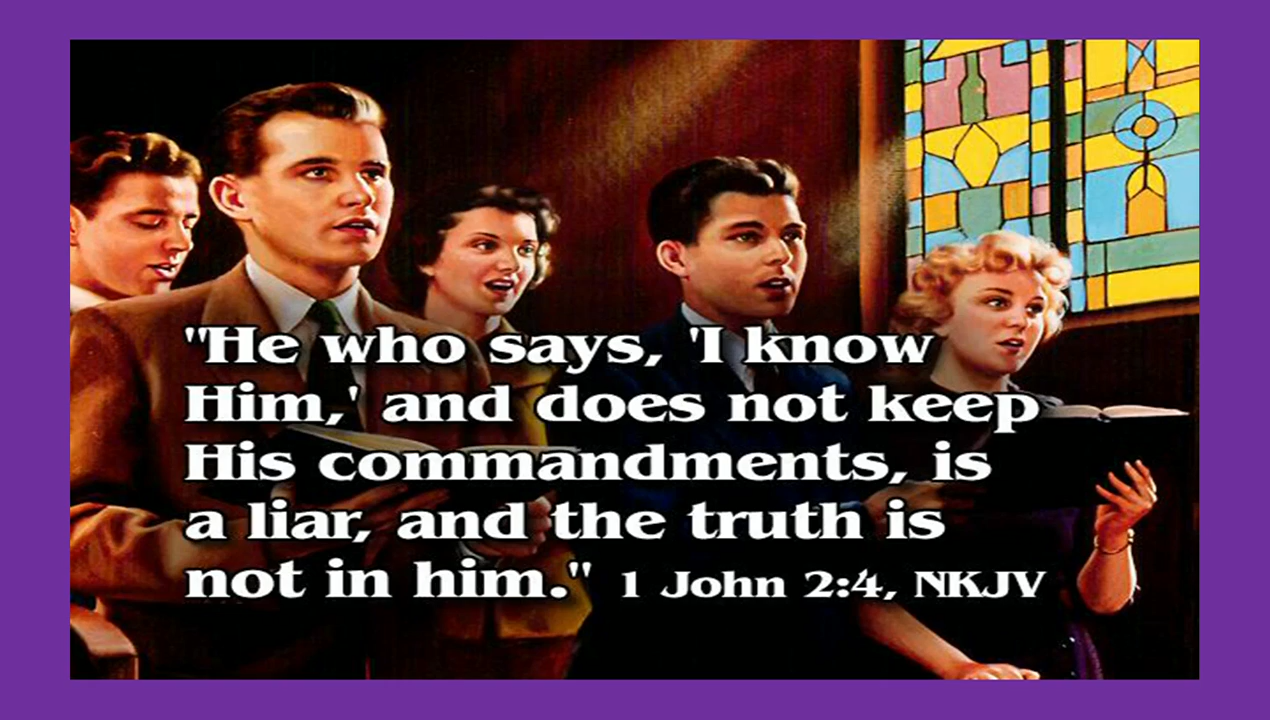 "He who says, 'I know
Him,' and does not keep
His commandments, is
a liar, and the truth is
not in him." 1 John 2:4, NKJV